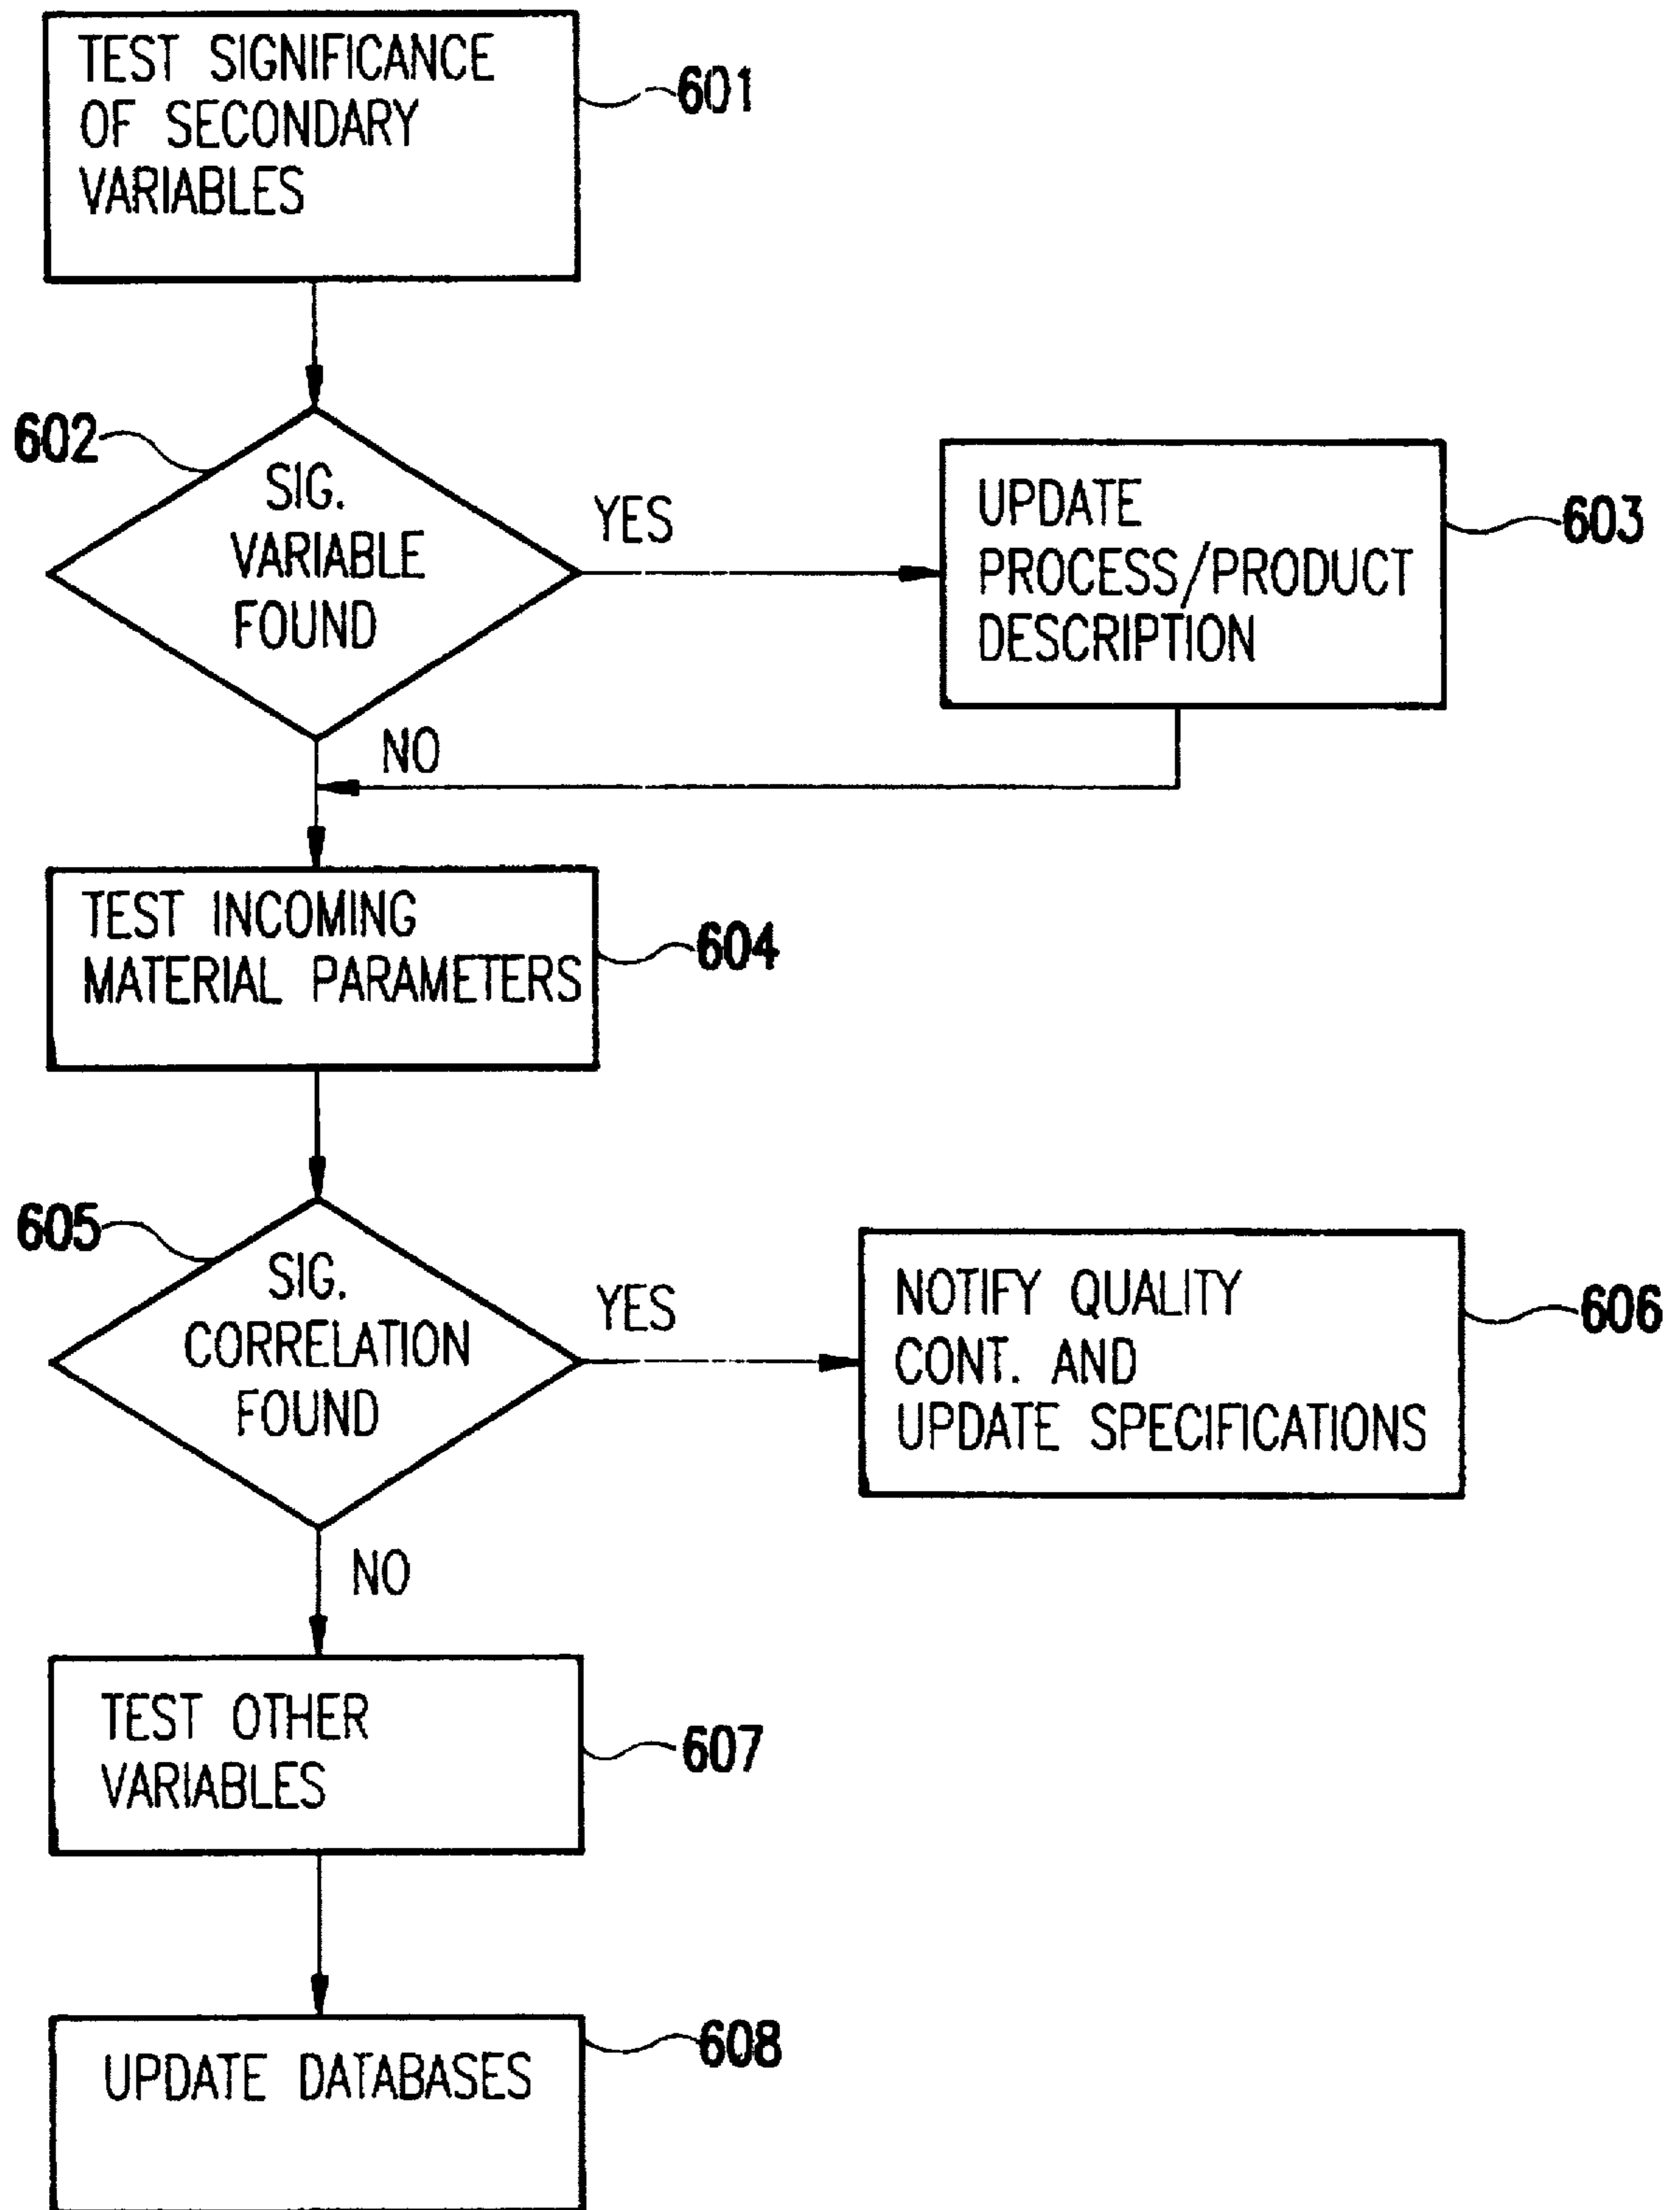 TEST SIGNIFICANCE
OF SECONDARY
VARIABLES
601
602
SIG.
VARIABLE
FOUND
YES
UPDATE
PROCESS/PRODUCT
DESCRIPTION
603
NO
TEST INCOMING
MATERIAL PARAMETERS
604
605
SIG.
CORRELATION
FOUND
YES
NOTIFY QUALITY
CONT. AND
UPDATE SPECIFICATIONS
606
NO
TEST OTHER
VARIABLES
607
UPDATE DATABASES
608